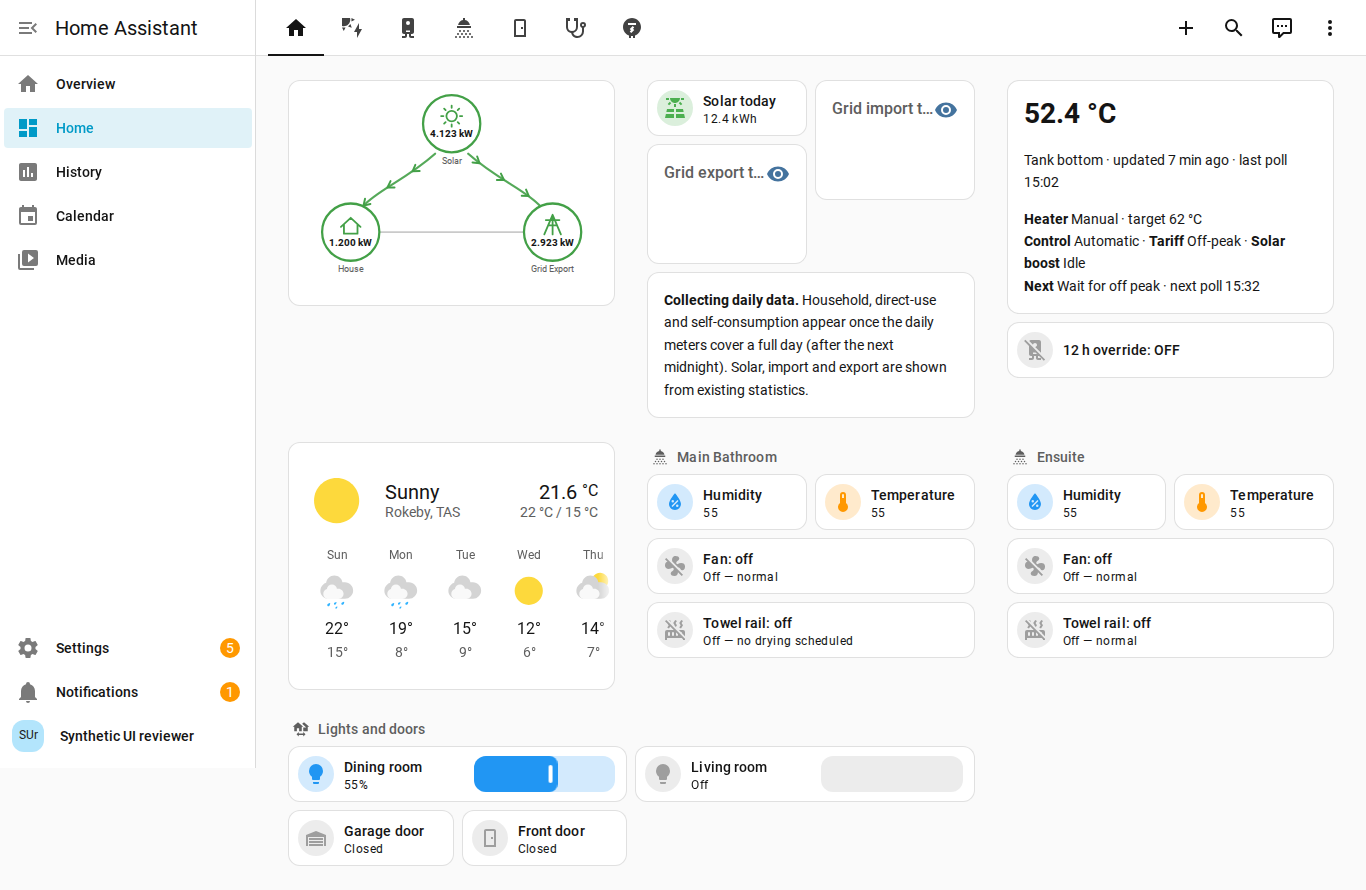 Home Assistant
Overview
Home
History
Calendar
Media
Settings
5
Notifications
1
SUr
Synthetic UI reviewer
4.123 kW
Solar
1.200 kW
House
2.923 kW
Grid Export
Solar today
12.4 kWh
Grid import t...
Grid export t...
Collecting daily data. Household, direct-use
and self-consumption appear once the daily
meters cover a full day (after the next
midnight). Solar, import and export are shown
from existing statistics.
52.4 °C
Tank bottom · updated 7 min ago · last poll
15:02
Heater Manual · target 62 °C
Control Automatic · Tariff Off-peak · Solar
boost Idle
Next Wait for off peak · next poll 15:32
12 h override: OFF
Sunny
Rokeby, TAS
21.6 °C
22 °C / 15 °C
Sun Mon Tue Wed Thu
22° 19° 15° 12° 14°
15° 8° 9° 6° 7°
Main Bathroom
Humidity
55
Temperature
55
Fan: off
Off — normal
Towel rail: off
Off — no drying scheduled
Ensuite
Humidity
55
Temperature
55
Fan: off
Off — normal
Towel rail: off
Off — normal
Lights and doors
Dining room
55%
Living room
Off
Garage door
Closed
Front door
Closed